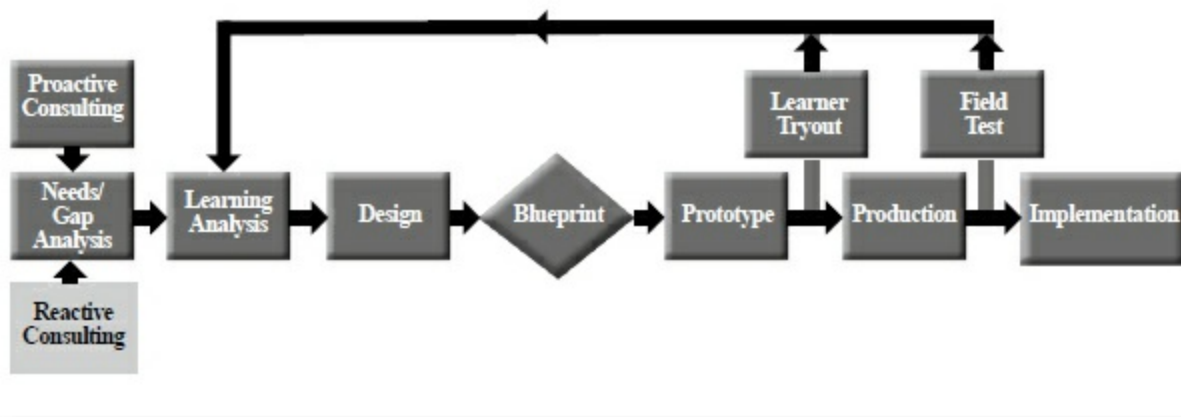 Proactive
Consulting
Learner
Tryout
Field
Test
Needs/
Gap
Analysis
Learning
Analysis
Design
Blueprint
Prototype
Production
Implementation
Reactive
Consulting